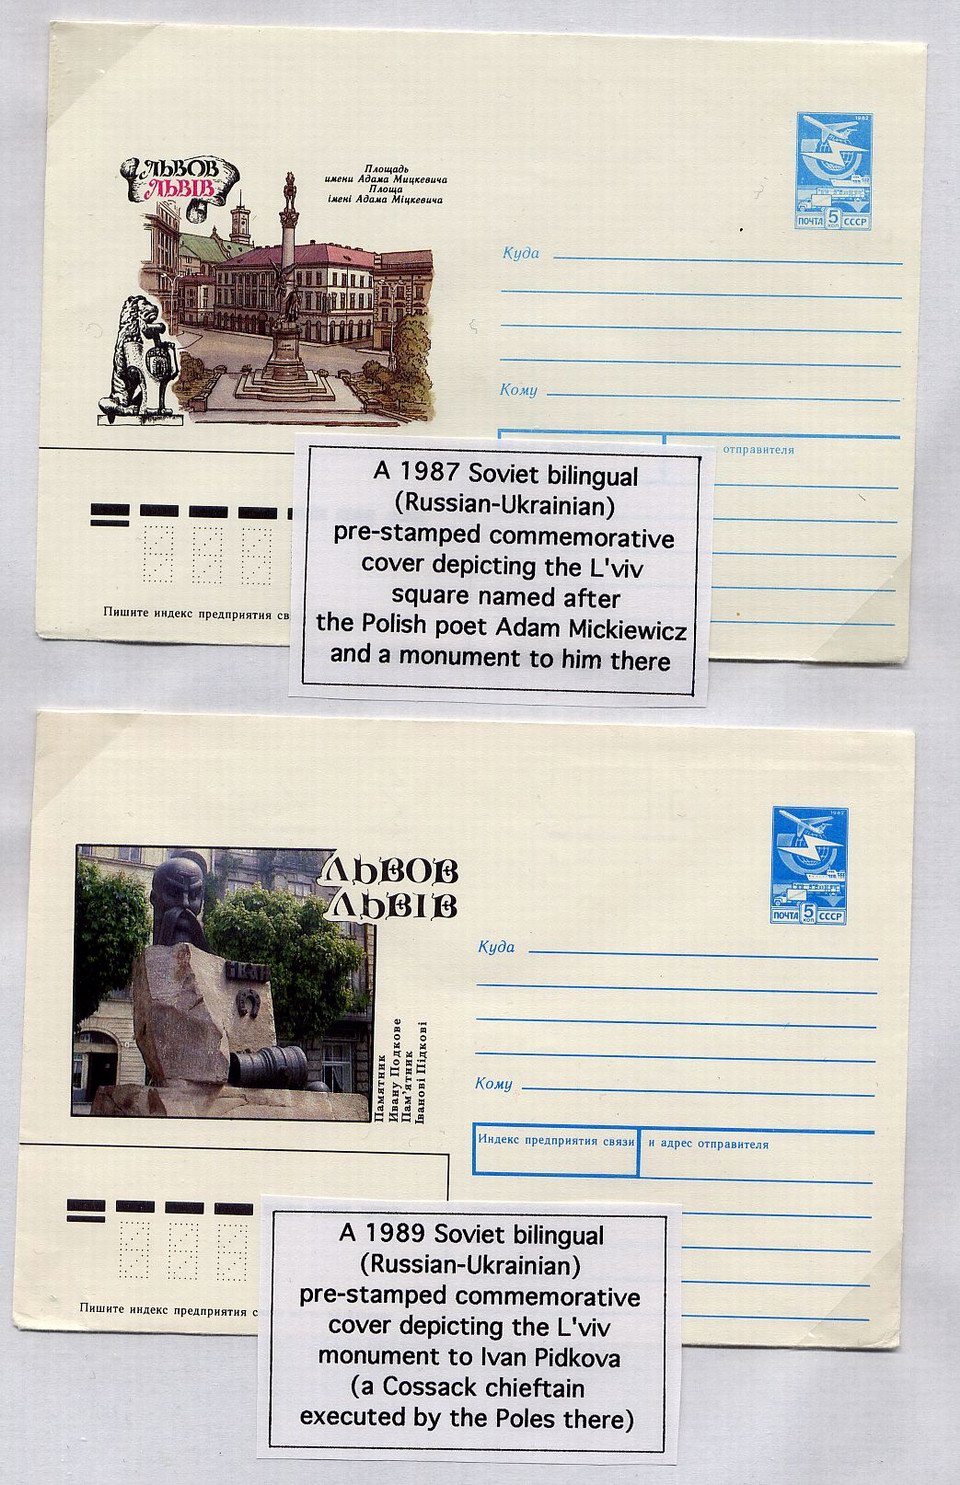 ЛЬВОВ
ЛЬВІВ
Площадь
имени Адама Мицкевича
Площа
імені Адама Міцкевича
1982
ПОЧТА 5 коп СССР
Куда
Кому
отправителя
Пишите индекс предприятия св
A 1987 Soviet bilingual
(Russian-Ukrainian)
pre-stamped commemorative
cover depicting the L'viv
square named after
the Polish poet Adam Mickiewicz
and a monument to him there
ЛЬВОВ
ЛЬВІВ
Памятник
Ивану Подкове
Пам'ятник
Іванові Підкові
1982
ПОЧТА 5 коп СССР
Куда
Кому
Индекс предприятия связи и адрес отправителя
Пишите индекс предприятия с
A 1989 Soviet bilingual
(Russian-Ukrainian)
pre-stamped commemorative
cover depicting the L'viv
monument to Ivan Pidkova
(a Cossack chieftain
executed by the Poles there)